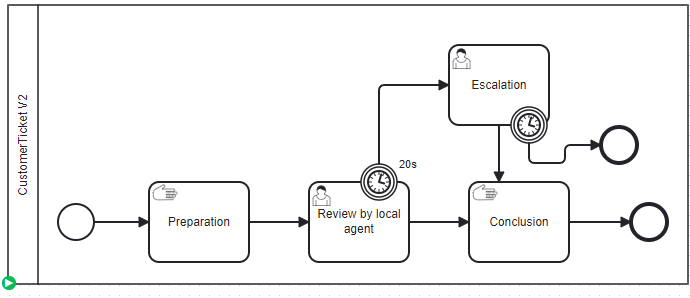 CustomerTicket V2
Escalation
20s
Preparation
Review by local
agent
Conclusion